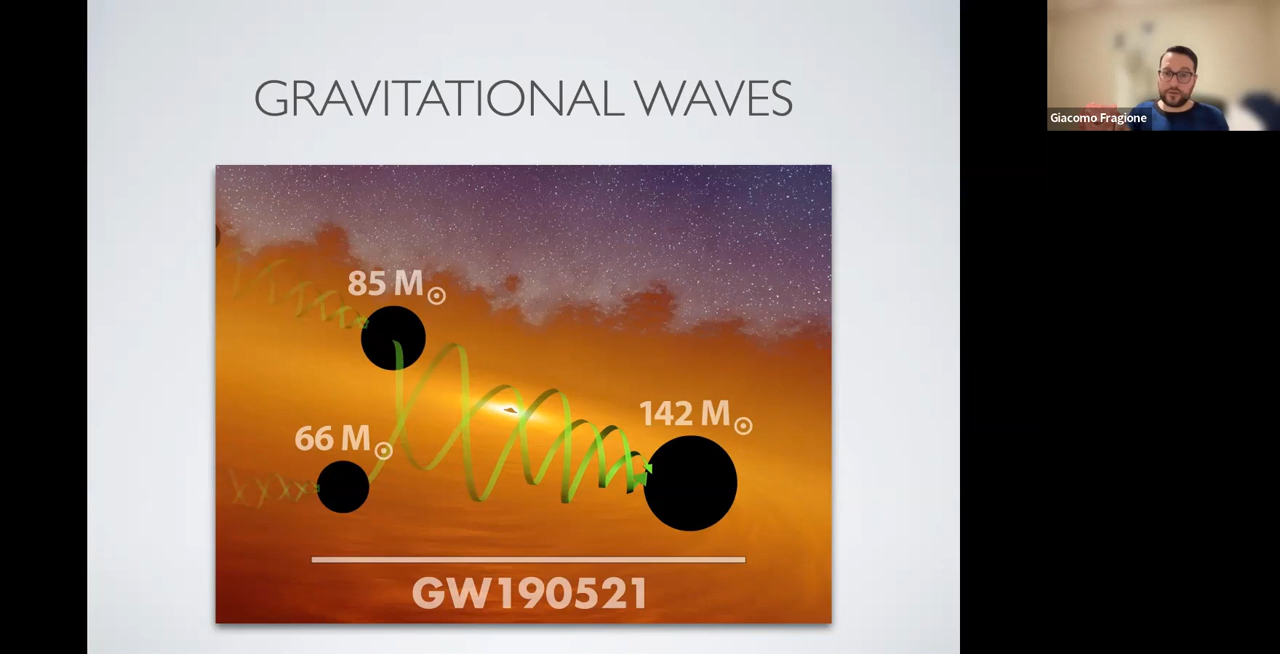 GRAVITATIONAL WAVES
Giacomo Fragione
85 M☉
66 M☉
142 M☉
GW190521